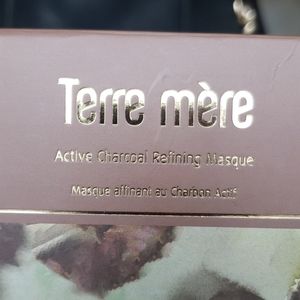 Terre mère
Active Charcoal Refining Masque
Masque affinant au Charbon Actif